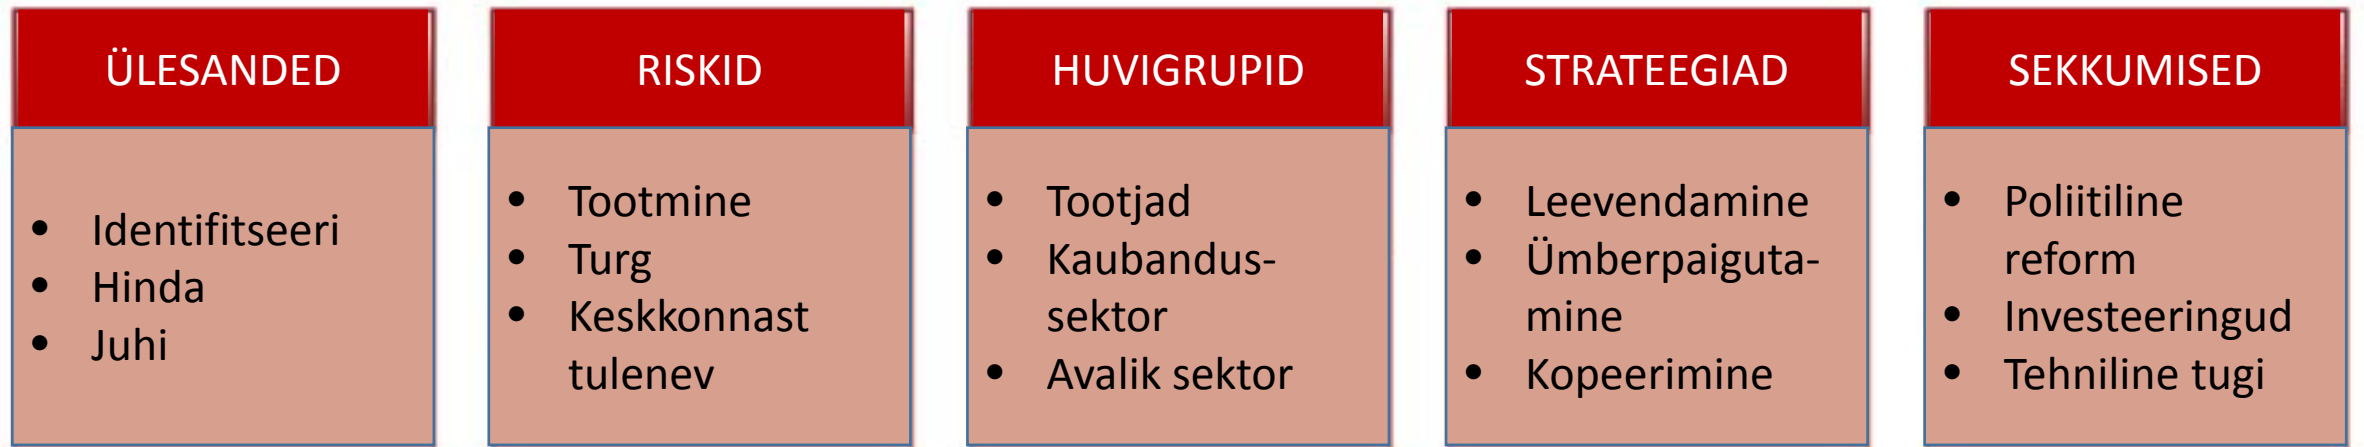 ÜLESANDED
• Identifitseeri
• Hinda
• Juhi
RISKID
• Tootmine
• Turg
• Keskkonnast
tulenev
HUVIGRUPID
• Tootjad
• Kaubandus-
sektor
• Avalik sektor
STRATEEGIAD
• Leevendamine
• Ümberpaiguta-
mine
• Kopeerimine
SEKKUMISED
• Poliitiline
reform
• Investeeringud
• Tehniline tugi